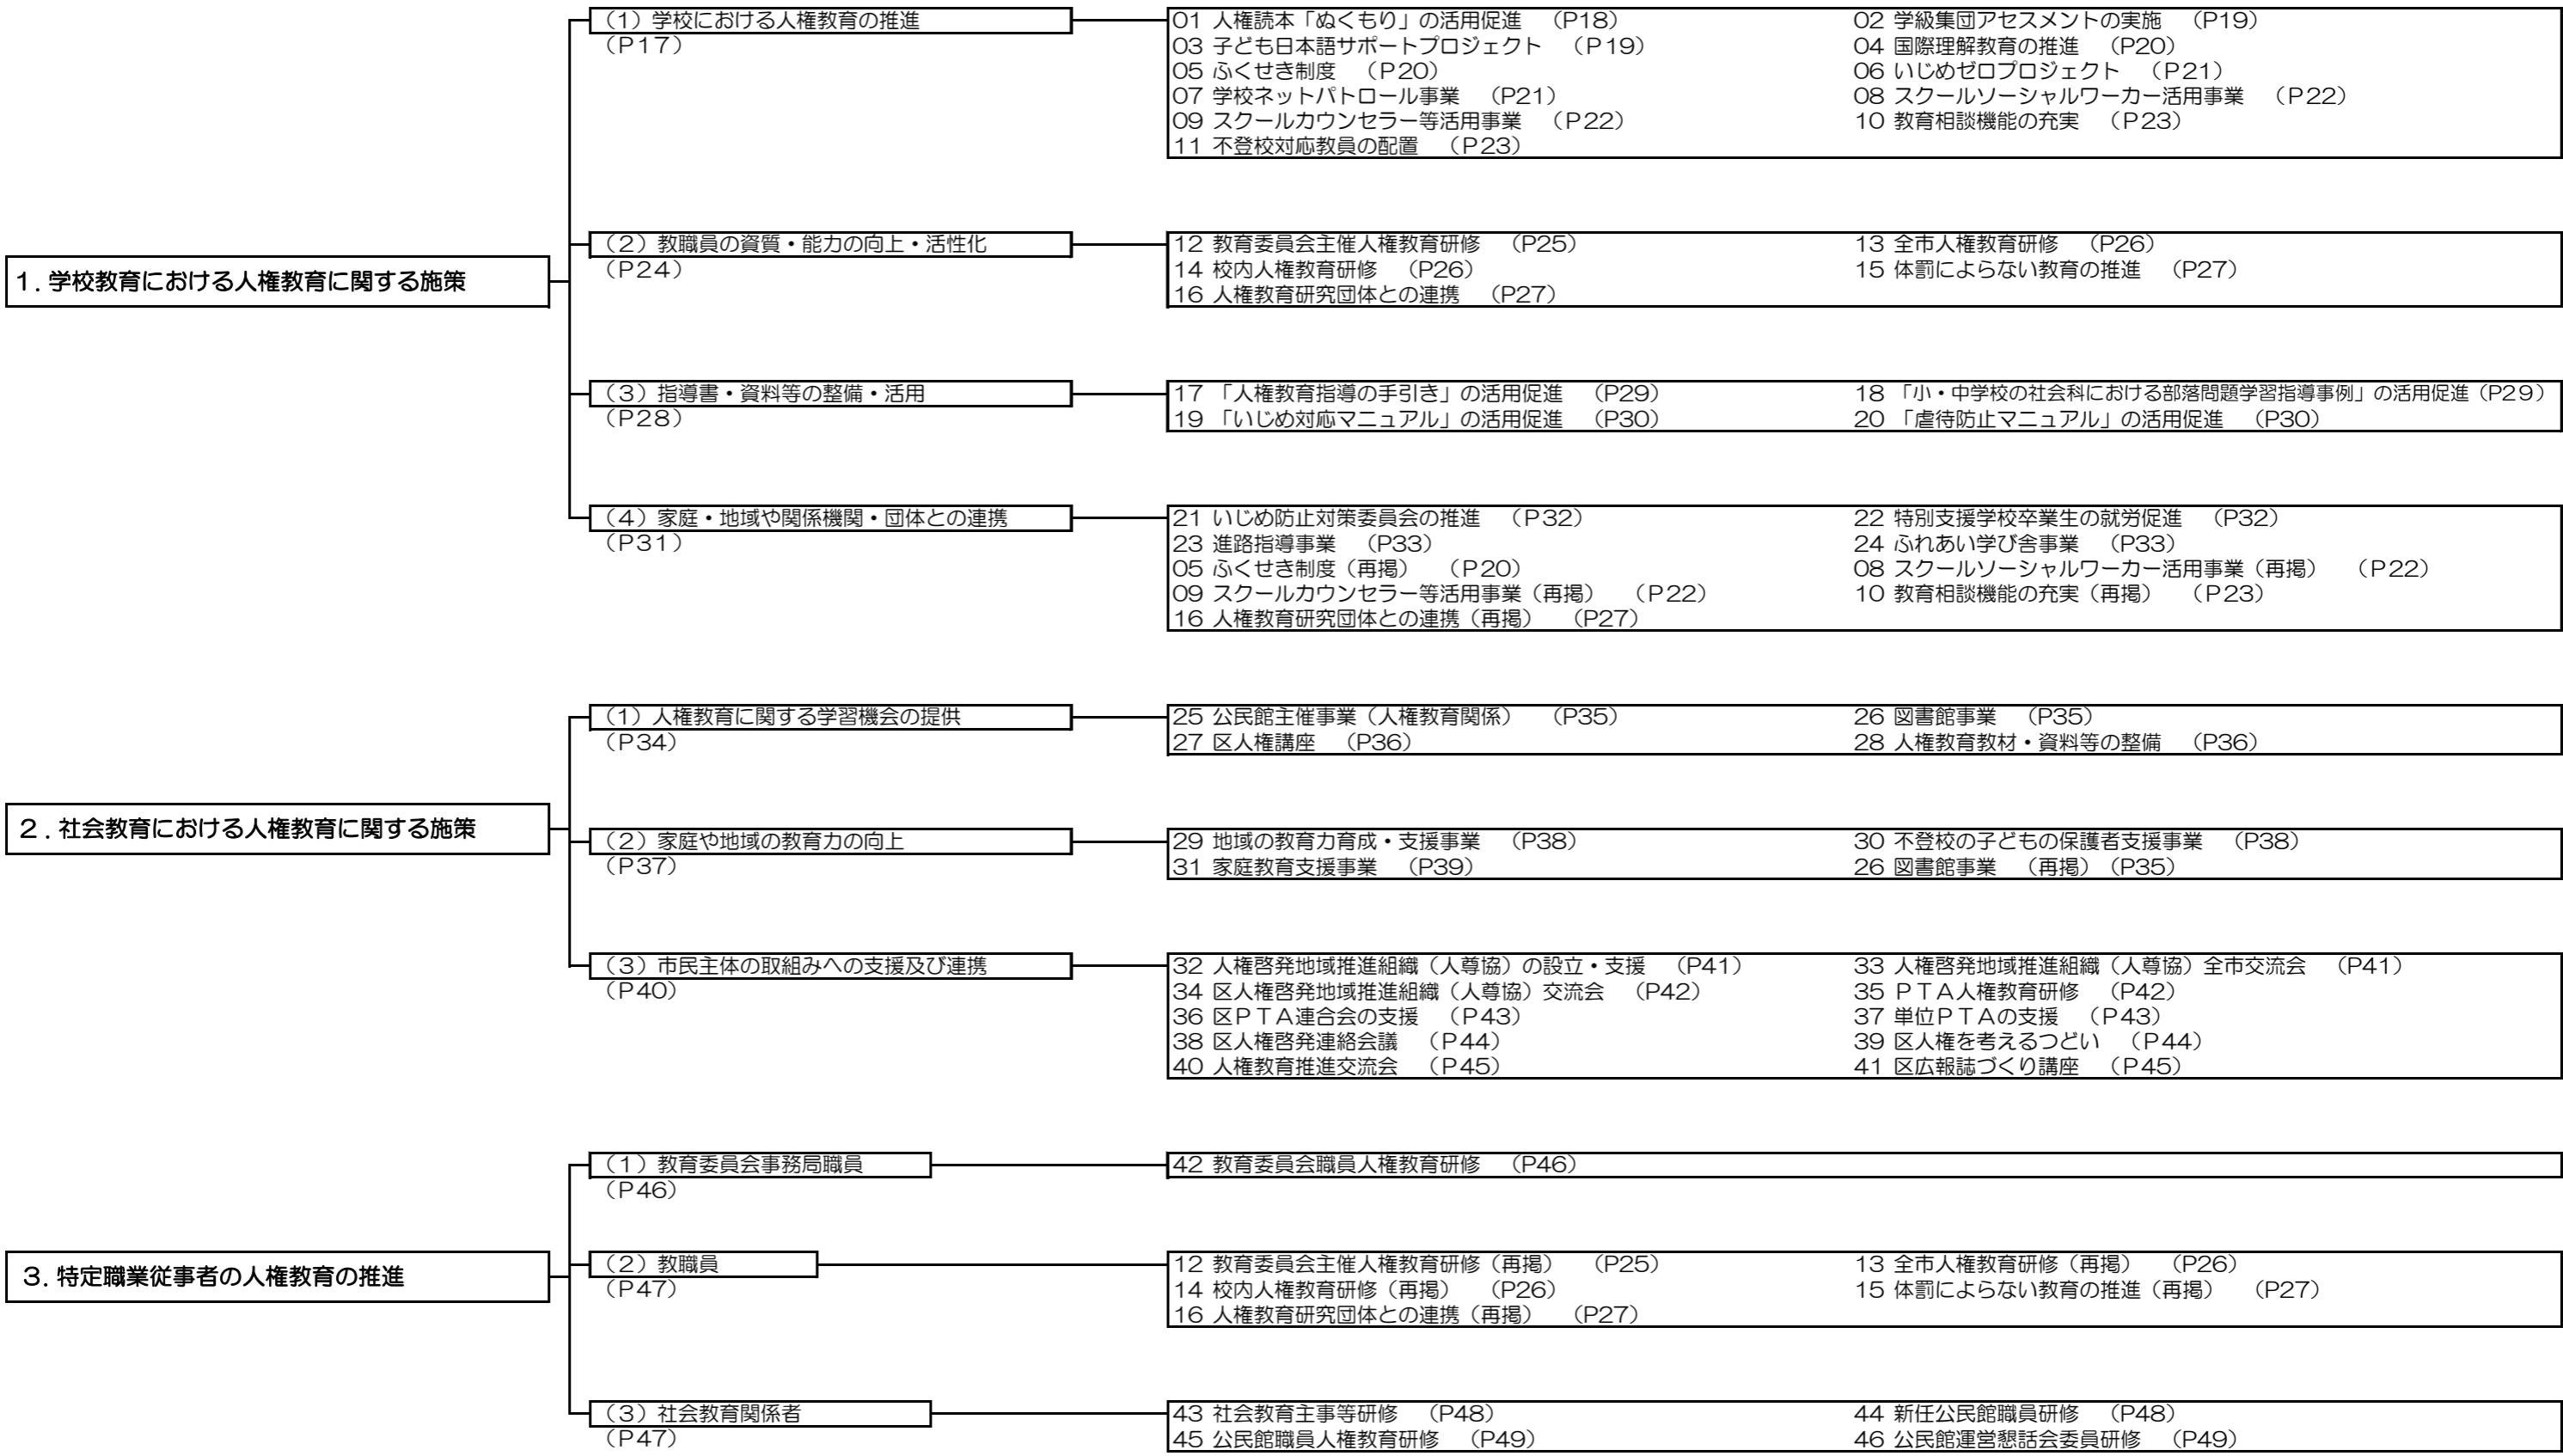 1. 学校教育における人権教育に関する施策
（1）学校における人権教育の推進
（P17）
01 人権読本「ぬくもり」の活用促進　（P18）
02 学級集団アセスメントの実施　（P19）
03 子ども日本語サポートプロジェクト　（P19）
04 国際理解教育の推進　（P20）
05 ふくせき制度　（P20）
06 いじめゼロプロジェクト　（P21）
07 学校ネットパトロール事業　（P21）
08 スクールソーシャルワーカー活用事業　（P22）
09 スクールカウンセラー等活用事業　（P22）
10 教育相談機能の充実　（P23）
11 不登校対応教員の配置　（P23）
（2）教職員の資質・能力の向上・活性化
（P24）
12 教育委員会主催人権教育研修　（P25）
13 全市人権教育研修　（P26）
14 校内人権教育研修　（P26）
15 体罰によらない教育の推進　（P27）
16 人権教育研究団体との連携　（P27）
（3）指導書・資料等の整備・活用
（P28）
17 「人権教育指導の手引き」の活用促進　（P29）
18 「小・中学校の社会科における部落問題学習指導事例」の活用促進（P29）
19 「いじめ対応マニュアル」の活用促進　（P30）
20 「虐待防止マニュアル」の活用促進　（P30）
（4）家庭・地域や関係機関・団体との連携
（P31）
21 いじめ防止対策委員会の推進　（P32）
22 特別支援学校卒業生の就労促進　（P32）
23 進路指導事業　（P33）
24 ふれあい学び舎事業　（P33）
05 ふくせき制度（再掲）　（P20）
08 スクールソーシャルワーカー活用事業（再掲）　（P22）
09 スクールカウンセラー等活用事業（再掲）　（P22）
10 教育相談機能の充実（再掲）　（P23）
16 人権教育研究団体との連携（再掲）　（P27）
2. 社会教育における人権教育に関する施策
（1）人権教育に関する学習機会の提供
（P34）
25 公民館主催事業（人権教育関係）　（P35）
26 図書館事業　（P35）
27 区人権講座　（P36）
28 人権教育教材・資料等の整備　（P36）
（2）家庭や地域の教育力の向上
（P37）
29 地域の教育力育成・支援事業　（P38）
30 不登校の子どもの保護者支援事業　（P38）
31 家庭教育支援事業　（P39）
26 図書館事業　（再掲）（P35）
（3）市民主体の取組みへの支援及び連携
（P40）
32 人権啓発地域推進組織（人尊協）の設立・支援　（P41）
33 人権啓発地域推進組織（人尊協）全市交流会　（P41）
34 区人権啓発地域推進組織（人尊協）交流会　（P42）
35 ＰＴＡ人権教育研修　（P42）
36 区ＰＴＡ連合会の支援　（P43）
37 単位ＰＴＡの支援　（P43）
38 区人権啓発連絡会議　（P44）
39 区人権を考えるつどい　（P44）
40 人権教育推進交流会　（P45）
41 区広報誌づくり講座　（P45）
3. 特定職業従事者の人権教育の推進
（1）教育委員会事務局職員
（P46）
42 教育委員会職員人権教育研修　（P46）
（2）教職員
（P47）
12 教育委員会主催人権教育研修（再掲）　（P25）
13 全市人権教育研修（再掲）　（P26）
14 校内人権教育研修（再掲）　（P26）
15 体罰によらない教育の推進（再掲）　（P27）
16 人権教育研究団体との連携（再掲）　（P27）
（3）社会教育関係者
（P47）
43 社会教育主事等研修　（P48）
44 新任公民館職員研修　（P48）
45 公民館職員人権教育研修　（P49）
46 公民館運営懇話会委員研修　（P49）